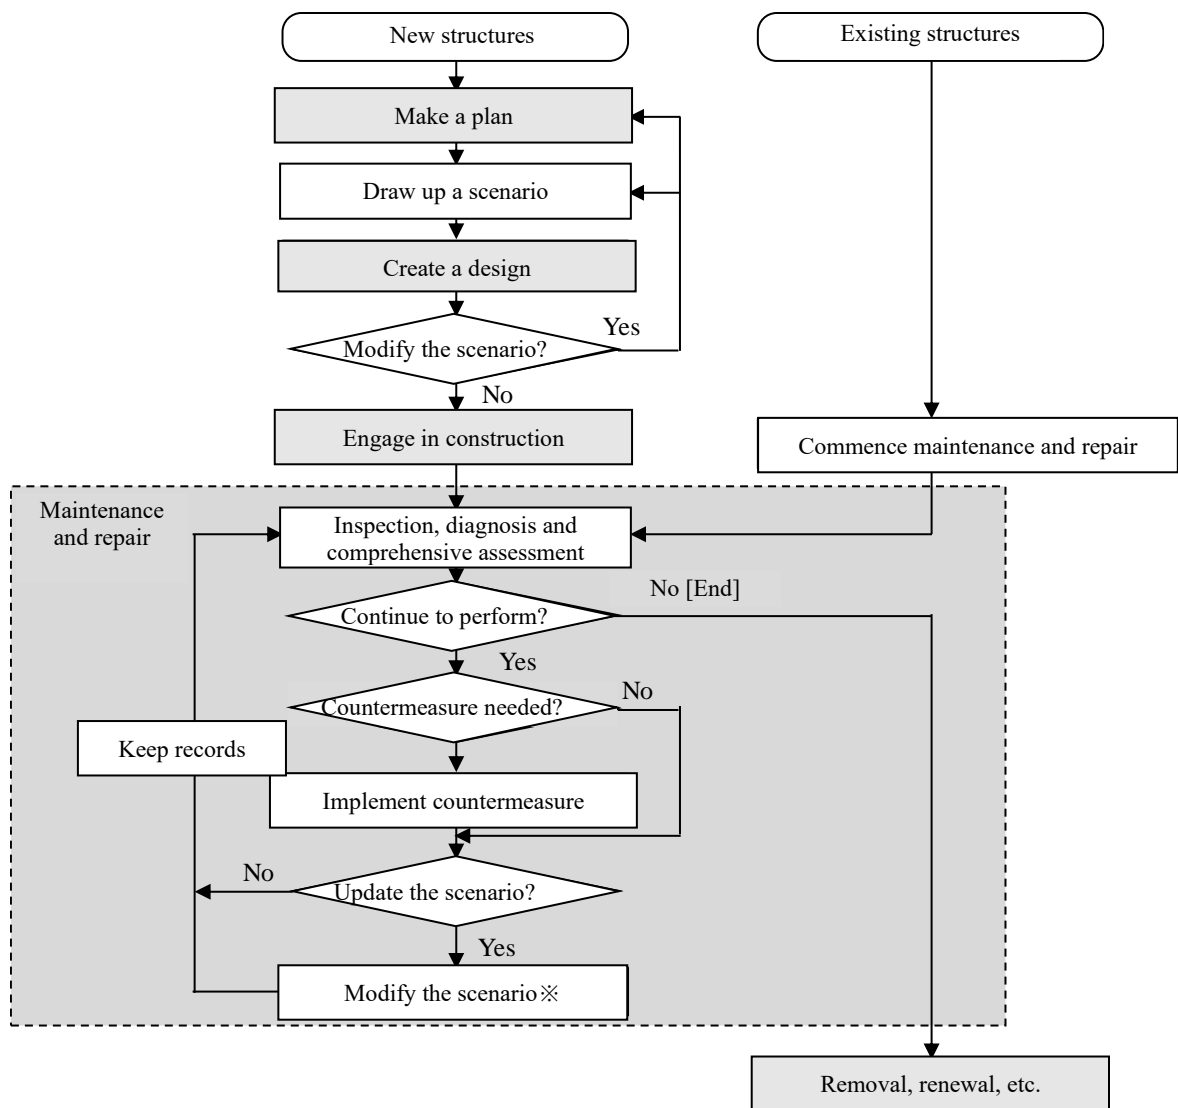 New structures
Existing structures
Make a plan
Draw up a scenario
Create a design
Yes
Modify the scenario?
No
Engage in construction
Commence maintenance and repair
Maintenance
and repair
Inspection, diagnosis and
comprehensive assessment
No [End]
Continue to perform?
Yes
No
Countermeasure needed?
Keep records
Implement countermeasure
No
Update the scenario?
Yes
Modify the scenario※
Removal, renewal, etc.